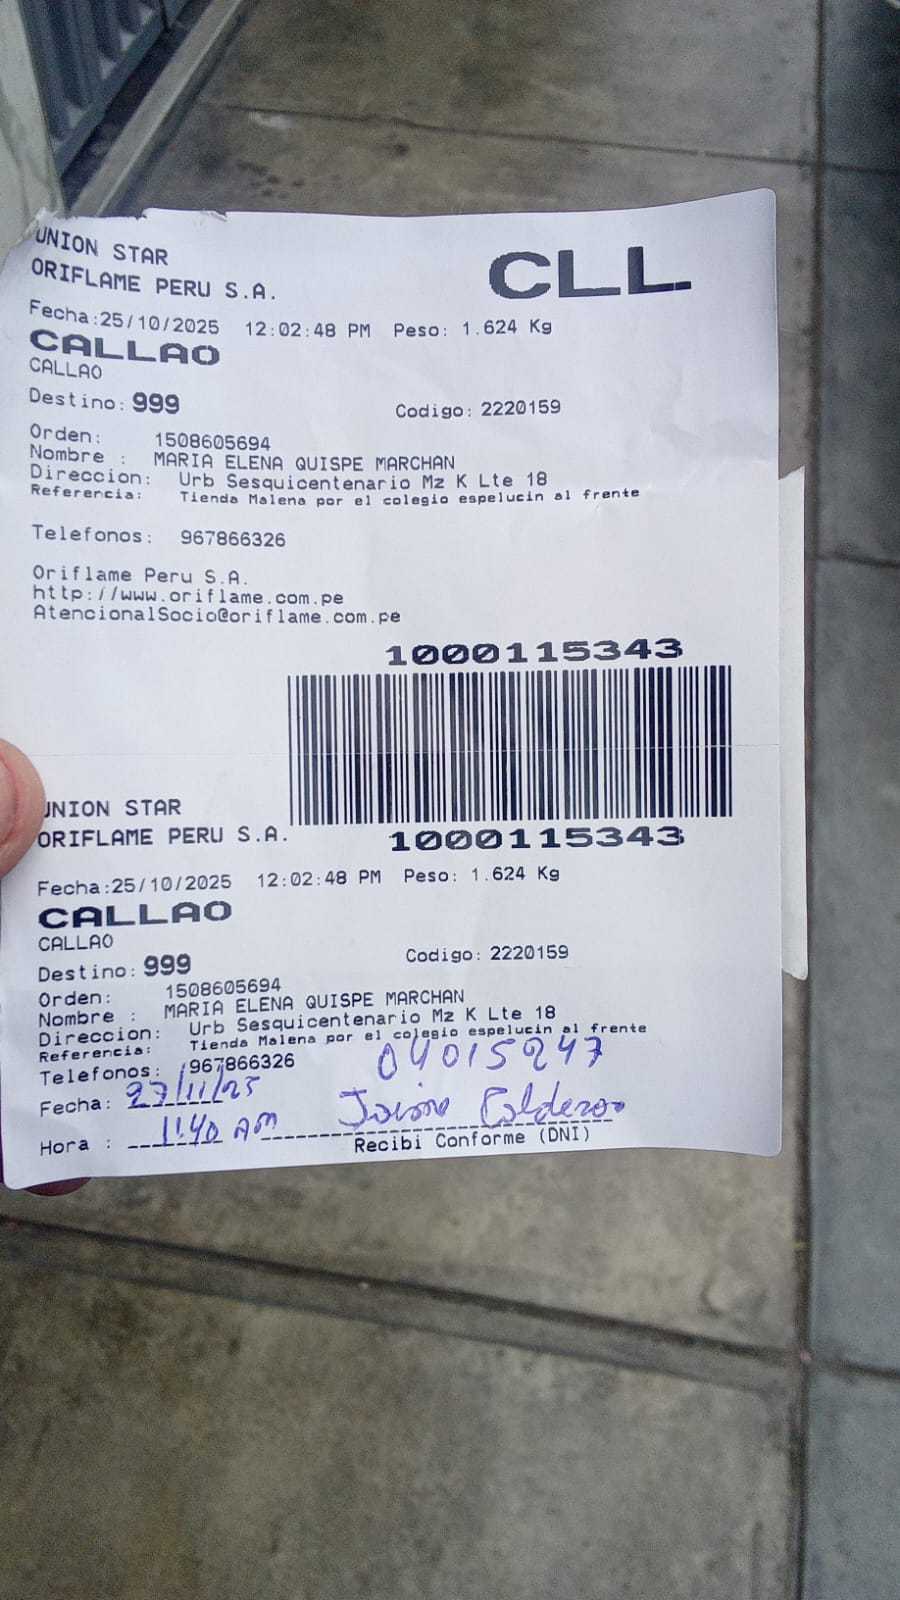 UNION STAR
ORIFLAME PERU S.A.
CLL
Fecha:25/10/2025 12:02:48 PM Peso: 1.624 Kg
CALLAO
CALLAO
Destino: 999 Codigo: 2220159
Orden: 1508605694
Nombre : MARIA ELENA QUISPE MARCHAN
Direccion: Urb Sesquicentenario Mz K Lte 18
Referencia: Tienda Malena por el colegio espelucin al frente
Telefonos: 967866326
Oriflame Peru S.A.
http://www.oriflame.com.pe
AtencionalSocio@oriflame.com.pe
1000115343
UNION STAR
ORIFLAME PERU S.A.
1000115343
Fecha:25/10/2025 12:02:48 PM Peso: 1.624 Kg
CALLAO
CALLAO
Destino: 999 Codigo: 2220159
Orden: 1508605694
Nombre : MARIA ELENA QUISPE MARCHAN
Direccion: Urb Sesquicentenario Mz K Lte 18
Referencia: Tienda Malena por el colegio espelucin al frente
Telefonos: 967866326
04015247
Fecha: 27/11/25
Hora : 11:40 AM
Recibi Conforme (DNI)